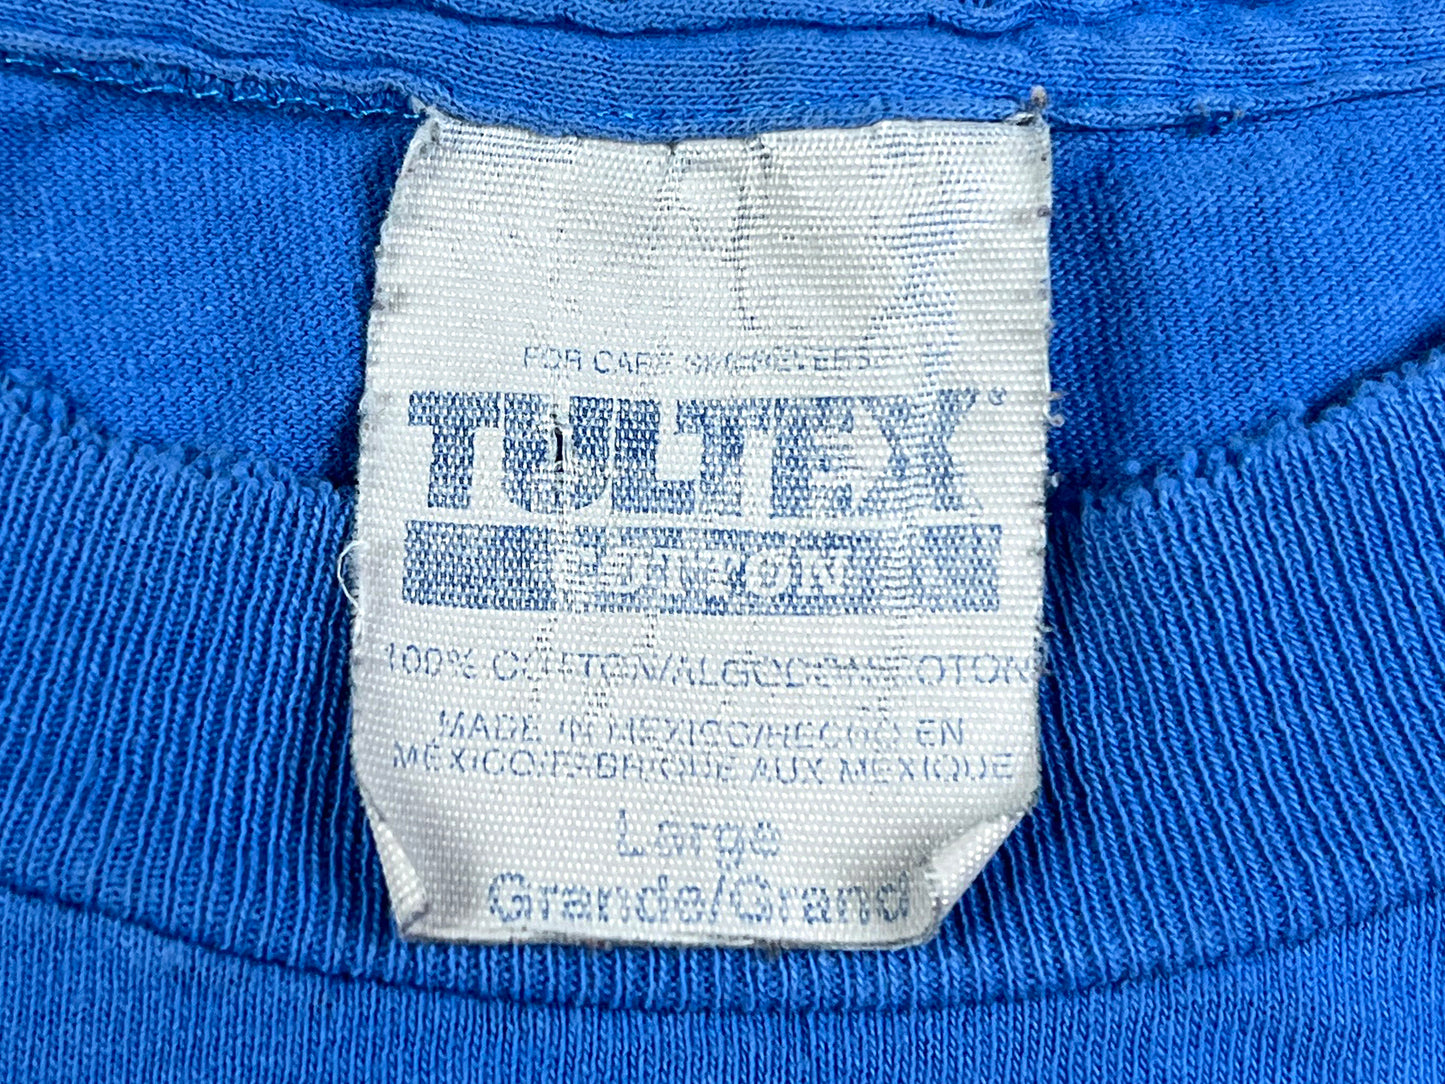 FOR CARE SEE REVERSE
TULTEX®
COTTON
100% COTTON/ALGODON/COTON
MADE IN MEXICO/HECHO EN
MÉXICO/FABRIQUE AUX MEXIQUE
Large
Grande/Grand